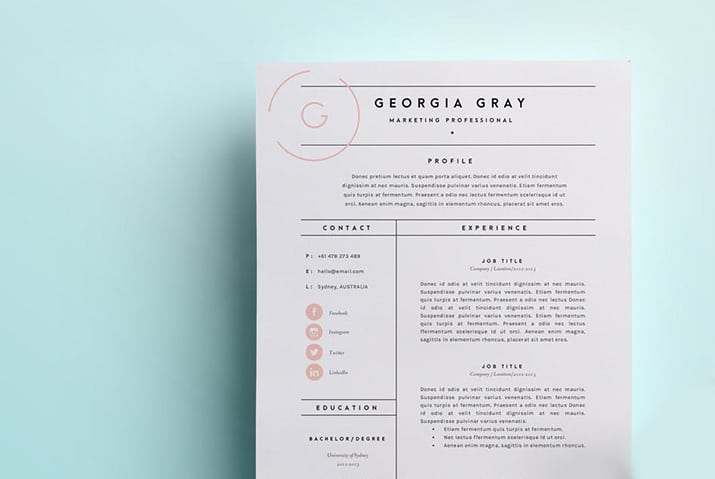 G
GEORGIA GRAY
MARKETING PROFESSIONAL
PROFILE
Donec pretium lectus et quam porta aliquet. Donec id odio at velit tincidunt
dignissim at nec mauris. Suspendisse pulvinar varius venenatis. Etiam fermentum
quis turpis at fermentum. Praesent a odio nec lectus condimentum id ut
orci. Aenean enim magna, sagittis in elementum rhoncus, placerat sit amet eros.
CONTACT
P: +61 478 273 489
E: hello@email.com
L: Sydney, AUSTRALIA
Facebook
Instagram
Twitter
LinkedIn
EDUCATION
BACHELOR/DEGREE
University of Sydney
2012-2013
EXPERIENCE
JOB TITLE
Company / Location/2012-2013
Donec id odio at velit tincidunt dignissim at nec mauris.
Suspendisse pulvinar varius venenatis. Etiam fermentum
quis turpis at fermentum. Praesent a odio nec lectus Donec
id odio at velit tincidunt dignissim at nec mauris.
Suspendisse pulvinar varius venenatis. Etiam fermentum
quis turpis at fermentum. Praesent a odio nec lectus
ffermentum scelerisque id ut orci. Aenean enim magna,
sagittis in elementum rhoncus, placerat sit amet eros.
JOB TITLE
Company / Location/2012-2013
Donec id odio at velit tincidunt dignissim at nec mauris.
Suspendisse pulvinar varius venenatis. Etiam fermentum
quis turpis at fermentum. Praesent a odio nec lectus Donec
id odio at velit tincidunt dignissim at nec mauris.
Suspendisse pulvinar varius venenatis.
• Etiam fermentum quis turpis at fermentum.
• Nec lectus ffermentum scelerisque id ut orci.
• Aenean enim magna, sagittis in elementum rhoncus,